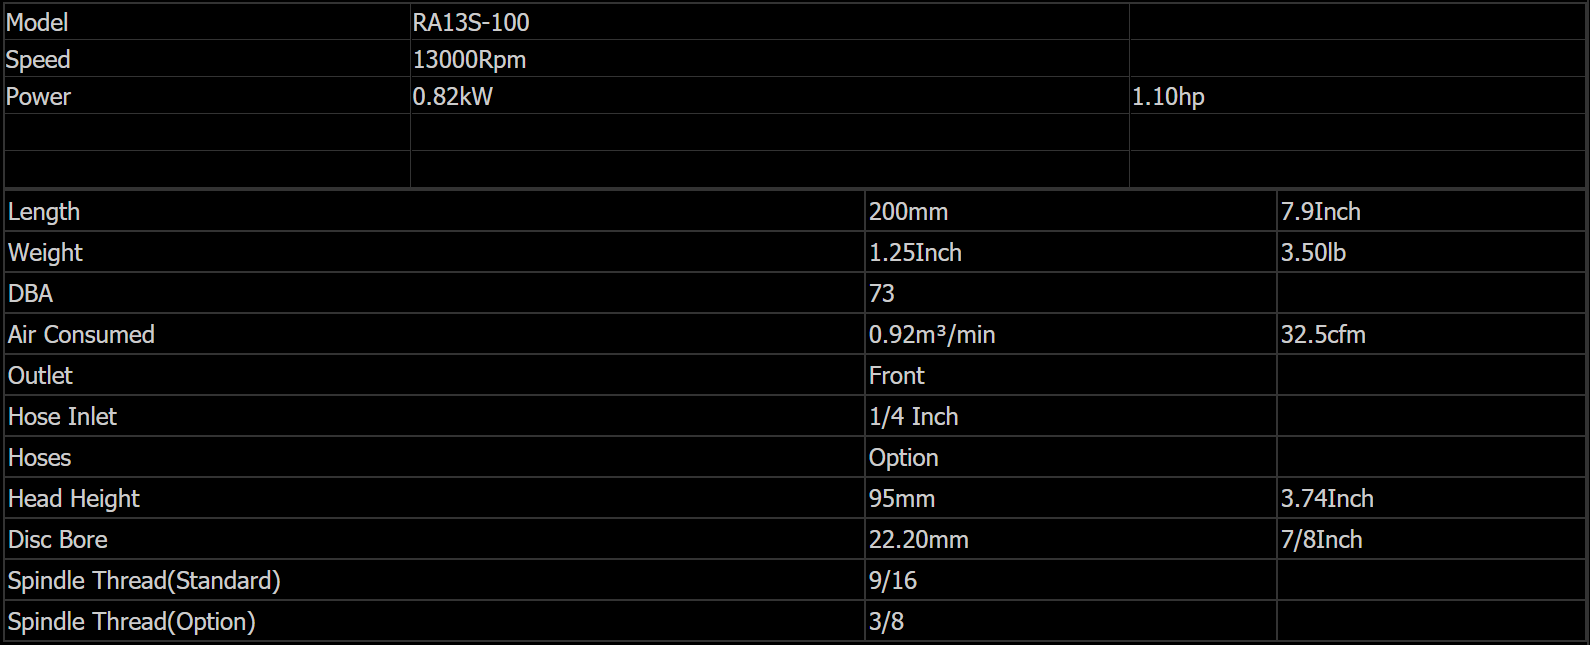 Model RA13S-100
Speed 13000Rpm
Power 0.82kW 1.10hp
Length 200mm 7.9Inch
Weight 1.25Inch 3.50lb
DBA 73
Air Consumed 0.92m³/min 32.5cfm
Outlet Front
Hose Inlet 1/4 Inch
Hoses Option
Head Height 95mm 3.74Inch
Disc Bore 22.20mm 7/8Inch
Spindle Thread(Standard) 9/16
Spindle Thread(Option) 3/8